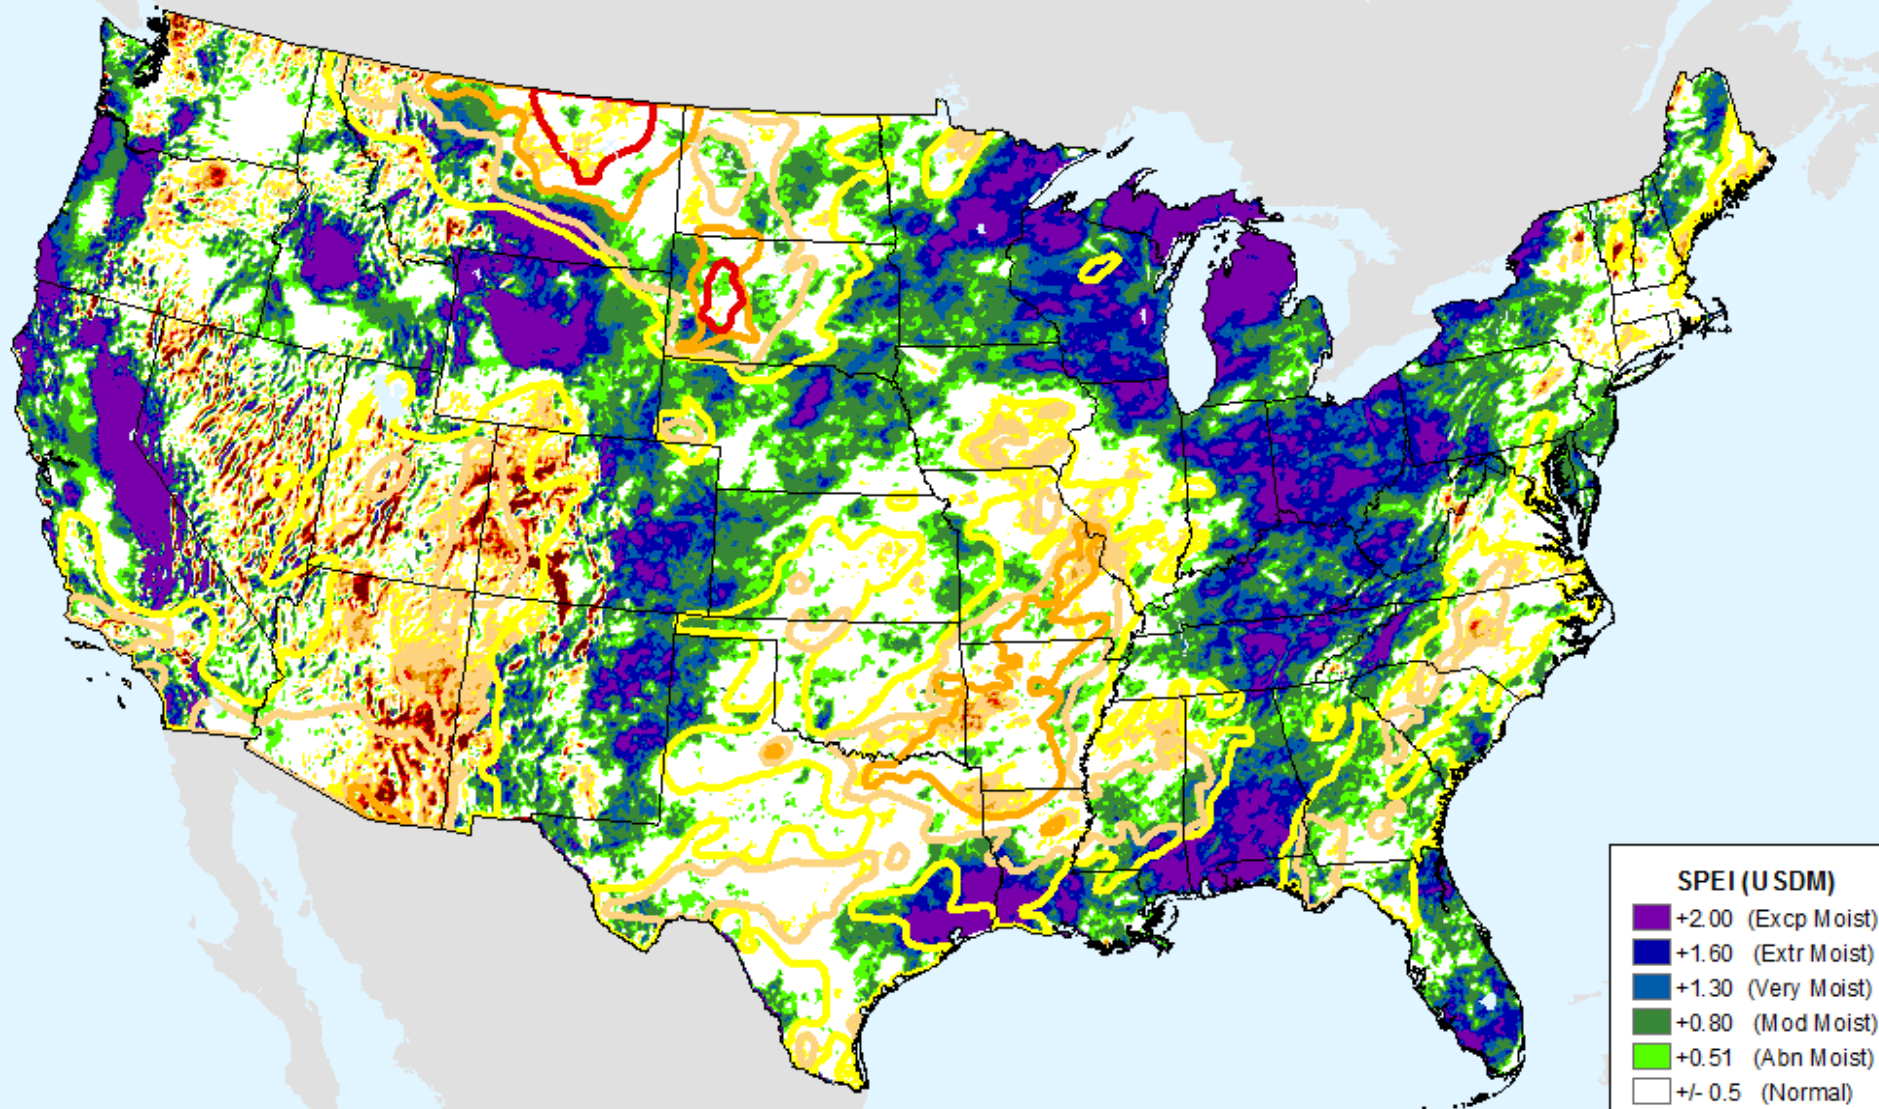 SPEI (USDM)
+2.00 (Excp Moist)
+1.60 (Extr Moist)
+1.30 (Very Moist)
+0.80 (Mod Moist)
+0.51 (Abn Moist)
+/- 0.5 (Normal)